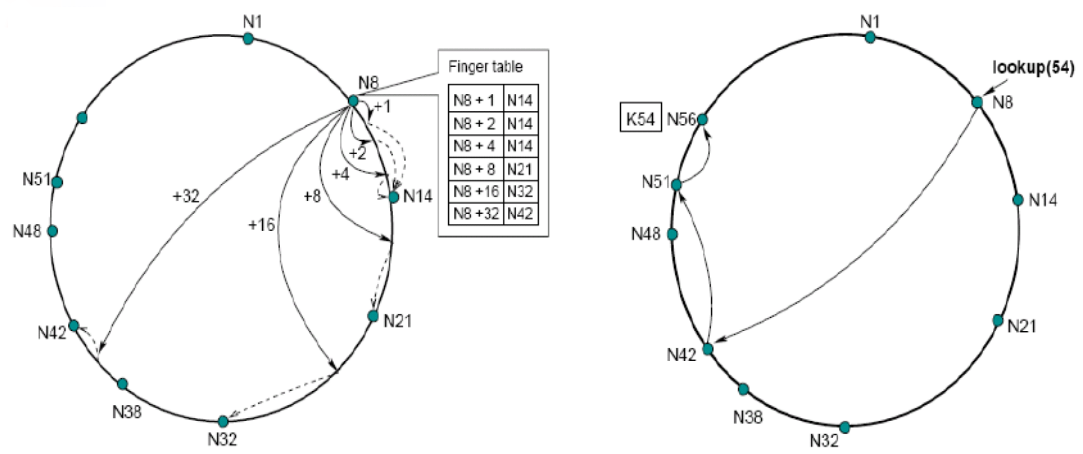 N1
N8
Finger table
N8 + 1 N14
N8 + 2 N14
N8 + 4 N14
N8 + 8 N21
N8 +16 N32
N8 +32 N42
+1
+2
+4
+8
+16
+32
N14
N21
N32
N38
N42
N48
N51
N1
lookup(54)
N8
K54 N56
N51
N14
N48
N21
N42
N38
N32